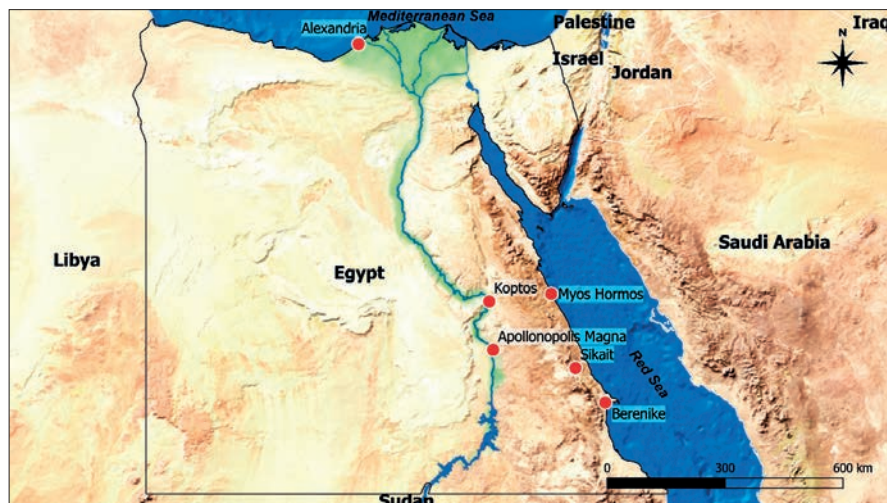 Mediterranean Sea
Alexandria
Palestine
Iraq
Israel
Jordan
N
Libya
Egypt
Saudi Arabia
Koptos
Myos Hormos
Apollonopolis Magna
Sikait
Red Sea
Berenike
0 300 600 km
Sudan